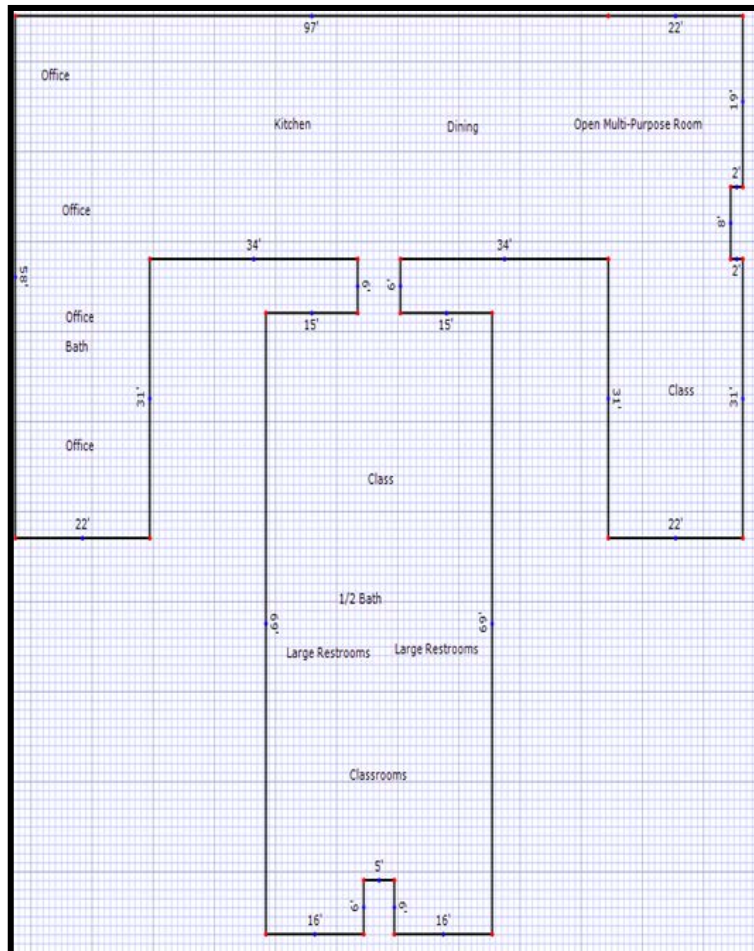 97'
22'
Office
19'
Kitchen
Dining
Open Multi-Purpose Room
2'
Office
8'
34'
34'
2'
58'
6'
6'
Office
15'
15'
Bath
31'
31'
Class
31'
Office
Class
22'
22'
1/2 Bath
69'
69'
Large Restrooms
Large Restrooms
Classrooms
5'
6'
6'
16'
16'